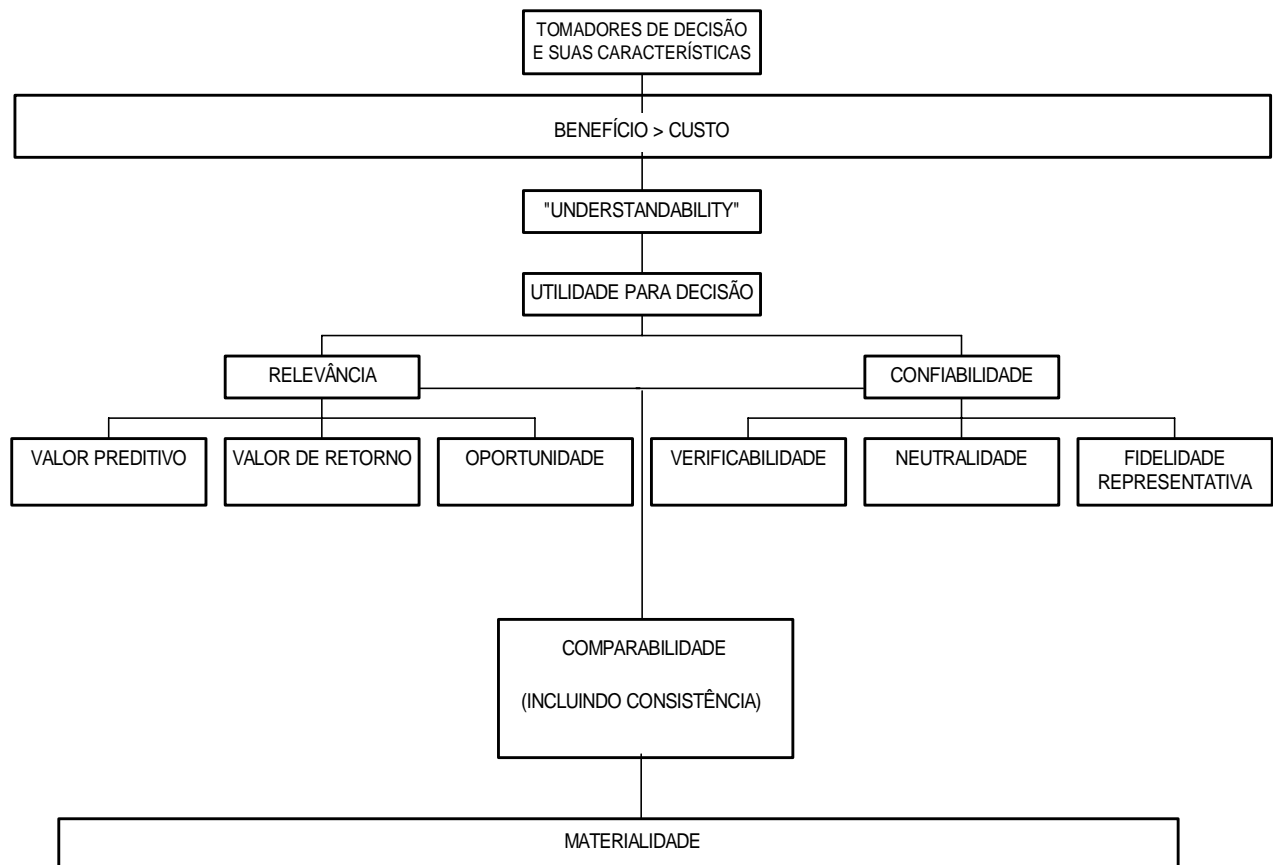 TOMADORES DE DECISÃO
E SUAS CARACTERÍSTICAS
BENEFÍCIO > CUSTO
"UNDERSTANDABILITY"
UTILIDADE PARA DECISÃO
RELEVÂNCIA
CONFIABILIDADE
VALOR PREDITIVO
VALOR DE RETORNO
OPORTUNIDADE
VERIFICABILIDADE
NEUTRALIDADE
FIDELIDADE
REPRESENTATIVA
COMPARABILIDADE
(INCLUINDO CONSISTÊNCIA)
MATERIALIDADE